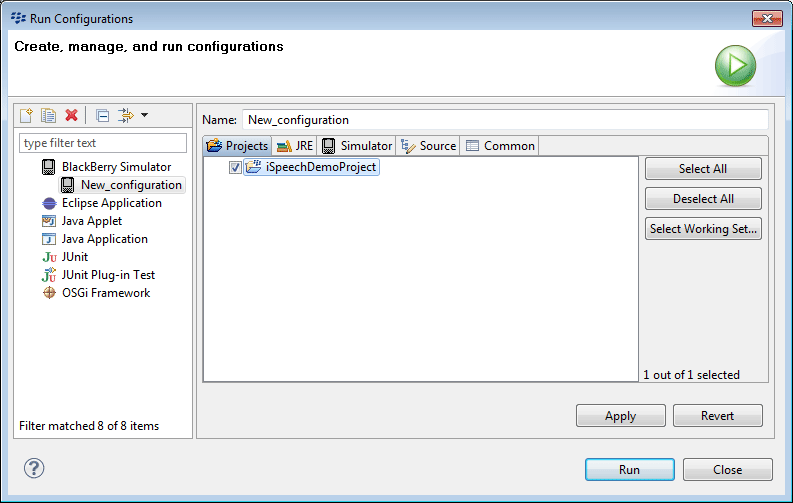 Run Configurations
Create, manage, and run configurations
type filter text
BlackBerry Simulator
New_configuration
Eclipse Application
Java Applet
Java Application
JUnit
JUnit Plug-in Test
OSGi Framework
Filter matched 8 of 8 items
Name: New_configuration
Projects JRE Simulator Source Common
iSpeechDemoProject
Select All
Deselect All
Select Working Set...
1 out of 1 selected
Apply Revert
Run Close